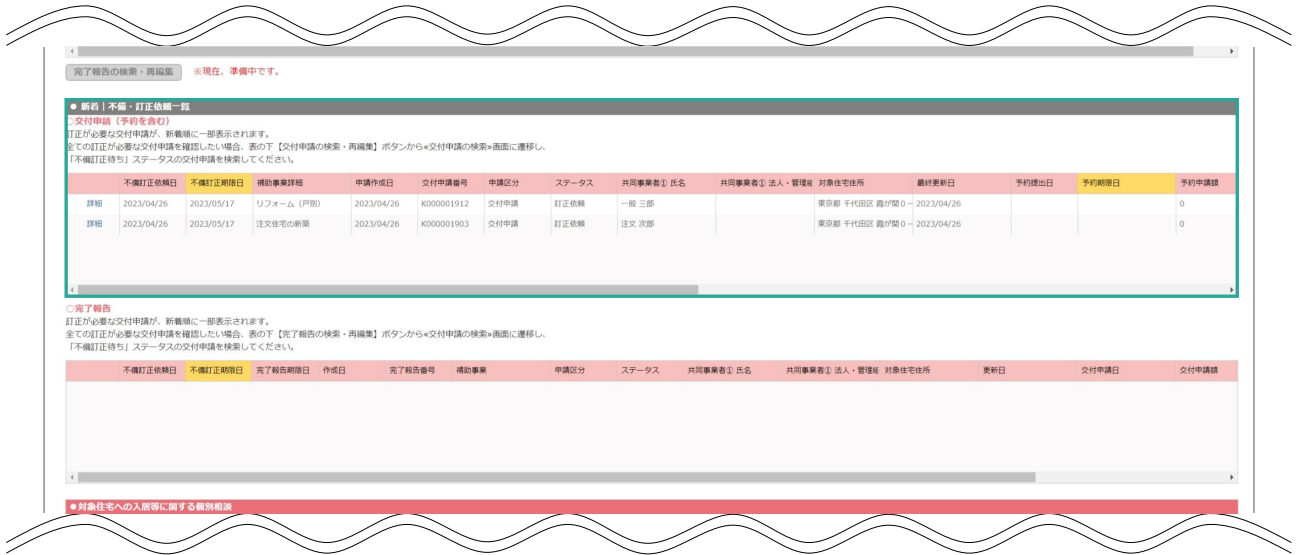 完了報告の検索・再編集 ※現在、準備中です。
● 新着 | 不備・訂正依頼一覧
○交付申請（予約を含む）
訂正が必要な交付申請が、新着順に一部表示されます。
全ての訂正が必要な交付申請を確認したい場合、表の下【交付申請の検索・再編集】ボタンから«交付申請の検索»画面に遷移し、
「不備訂正待ち」ステータスの交付申請を検索してください。
不備訂正依頼日 不備訂正期限日 補助事業詳細 申請作成日 交付申請番号 申請区分 ステータス 共同事業者① 氏名 共同事業者① 法人・管理組 対象住宅住所 最終更新日 予約提出日 予約期限日 予約申請額
詳細 2023/04/26 2023/05/17 リフォーム（戸別） 2023/04/26 K000001912 交付申請 訂正依頼 一般 三郎 東京都 千代田区 霞が関０－ 2023/04/26 0
詳細 2023/04/26 2023/05/17 注文住宅の新築 2023/04/26 K000001903 交付申請 訂正依頼 注文 次郎 東京都 千代田区 霞が関０－ 2023/04/26 0
○完了報告
訂正が必要な交付申請が、新着順に一部表示されます。
全ての訂正が必要な交付申請を確認したい場合、表の下【完了報告の検索・再編集】ボタンから«交付申請の検索»画面に遷移し、
「不備訂正待ち」ステータスの交付申請を検索してください。
不備訂正依頼日 不備訂正期限日 完了報告期限日 作成日 完了報告番号 補助事業 申請区分 ステータス 共同事業者① 氏名 共同事業者① 法人・管理組 対象住宅住所 更新日 交付申請日 交付申請額
●対象住宅への入居等に関する個別相談